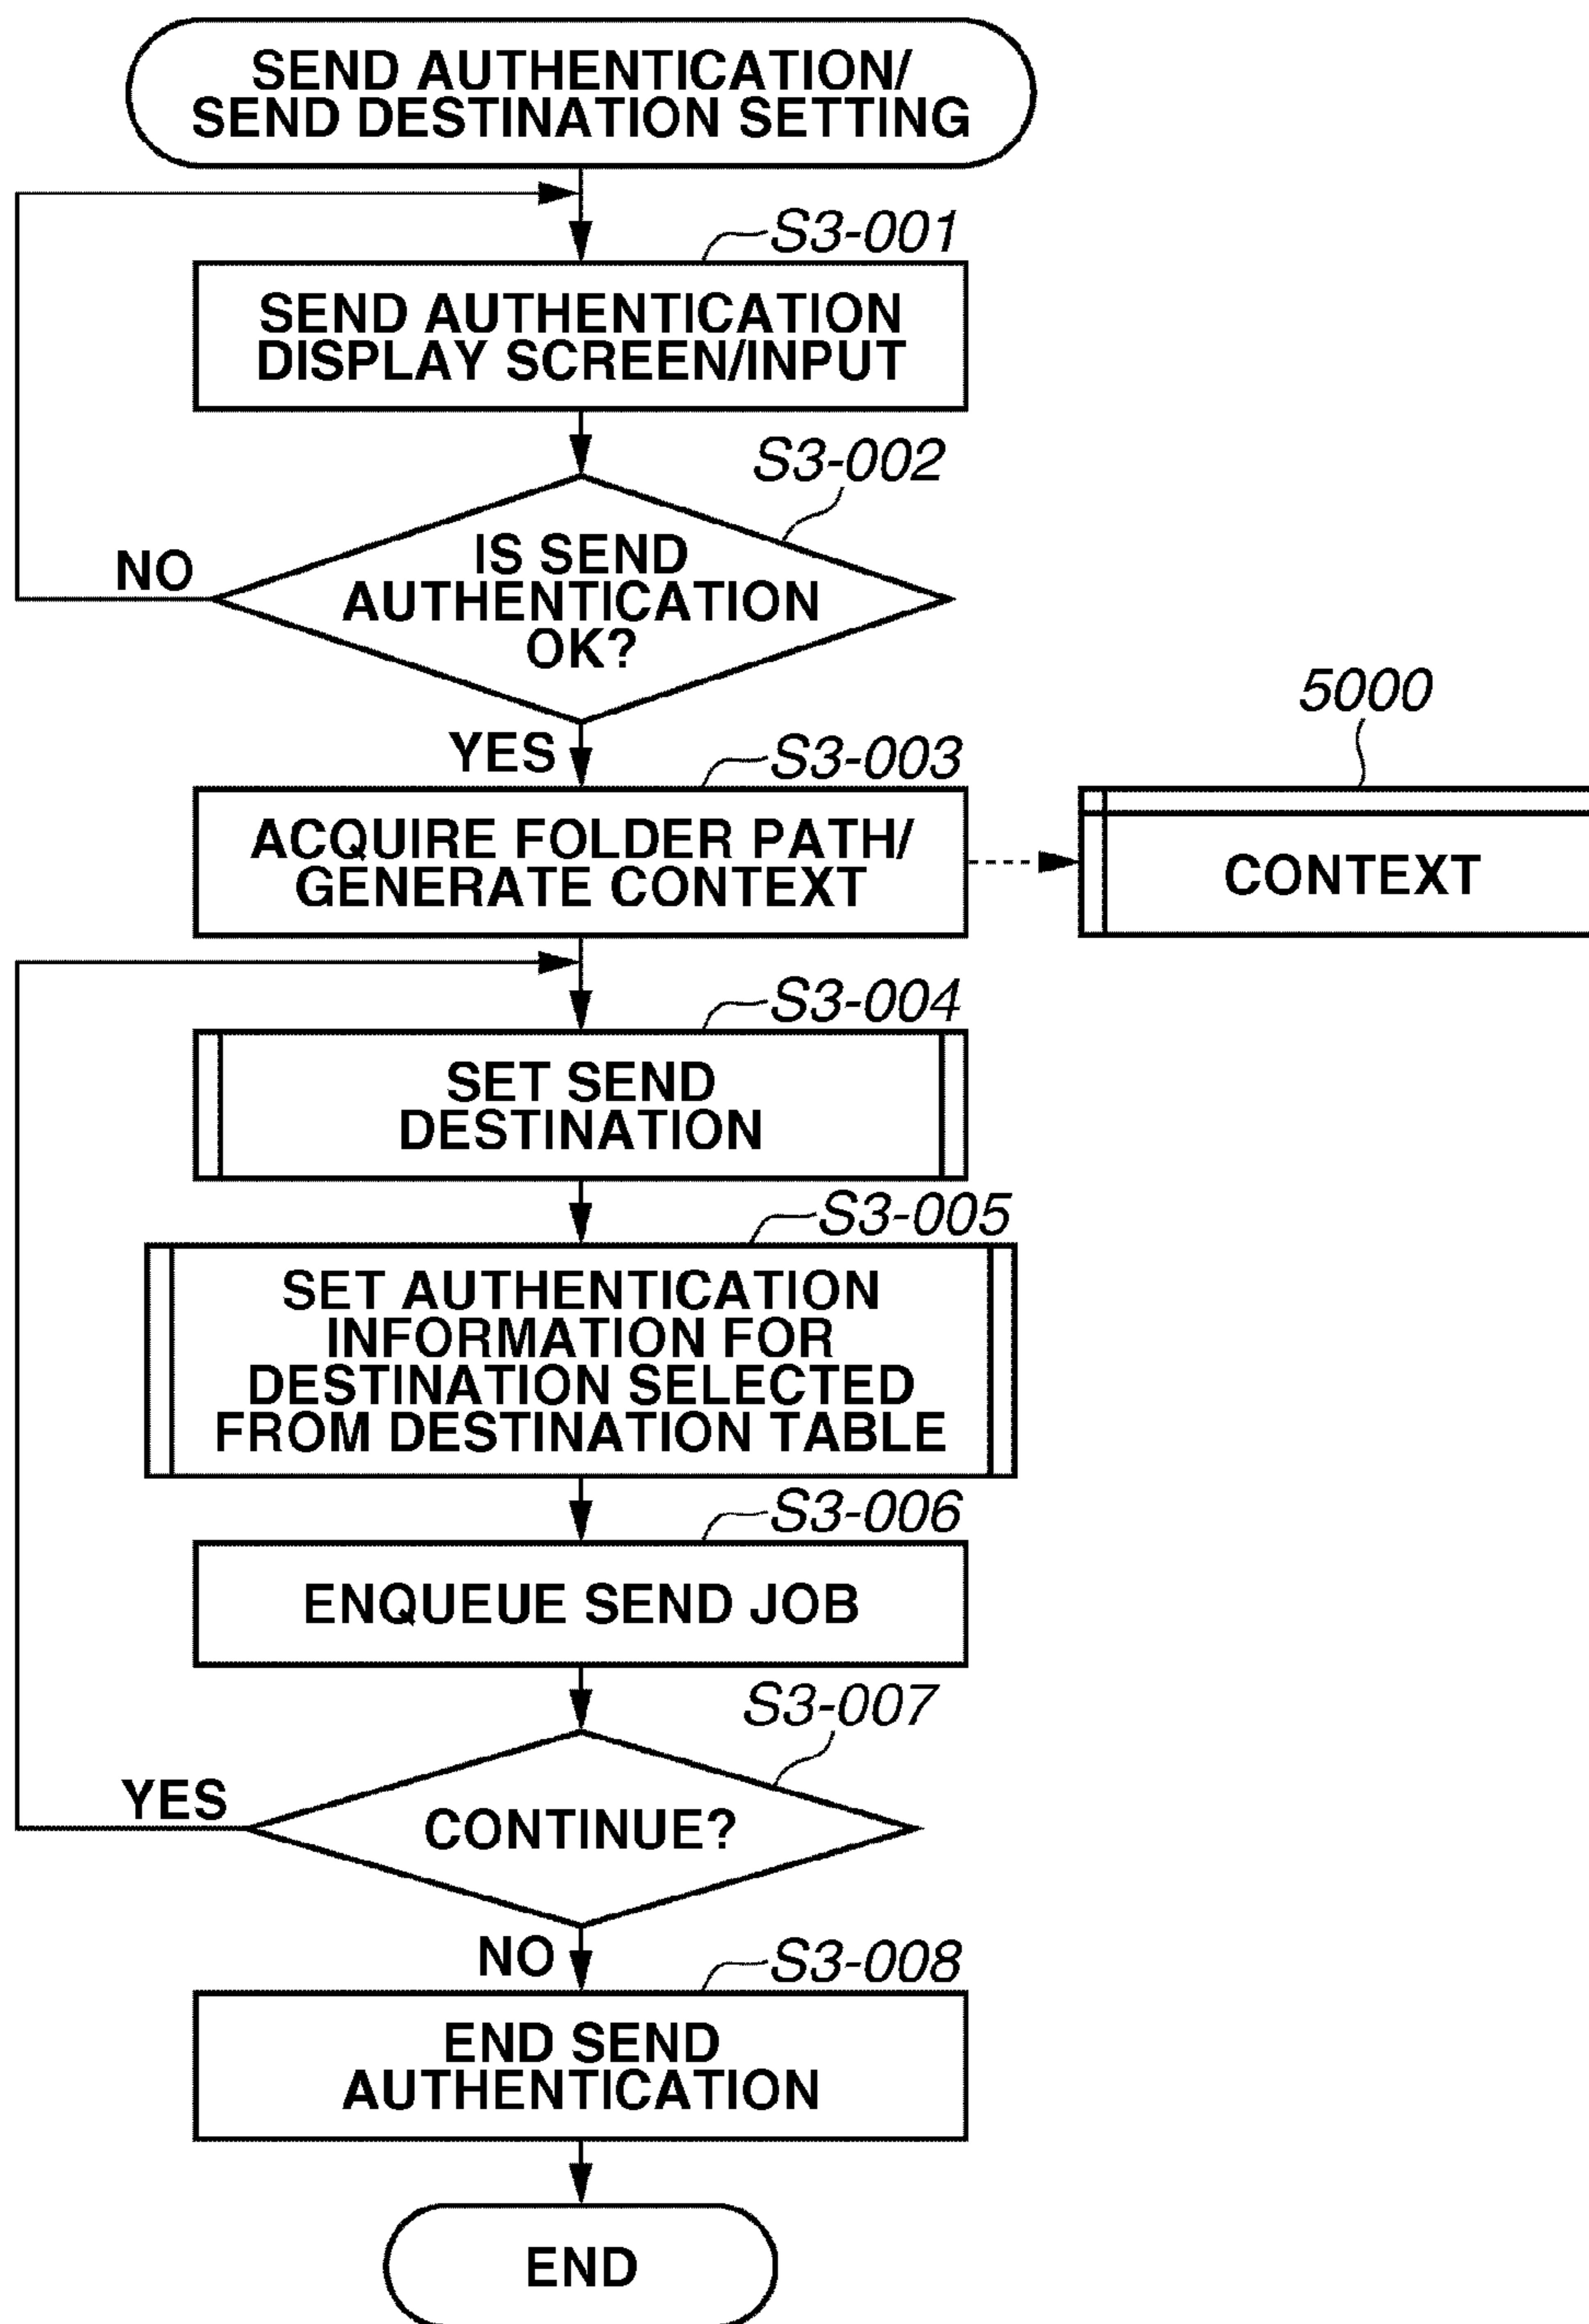 SEND AUTHENTICATION/
SEND DESTINATION SETTING
S3-001
SEND AUTHENTICATION
DISPLAY SCREEN/INPUT
S3-002
IS SEND
AUTHENTICATION
OK?
NO
YES
S3-003
5000
ACQUIRE FOLDER PATH/
GENERATE CONTEXT
CONTEXT
S3-004
SET SEND
DESTINATION
S3-005
SET AUTHENTICATION
INFORMATION FOR
DESTINATION SELECTED
FROM DESTINATION TABLE
S3-006
ENQUEUE SEND JOB
S3-007
YES
CONTINUE?
NO
S3-008
END SEND
AUTHENTICATION
END